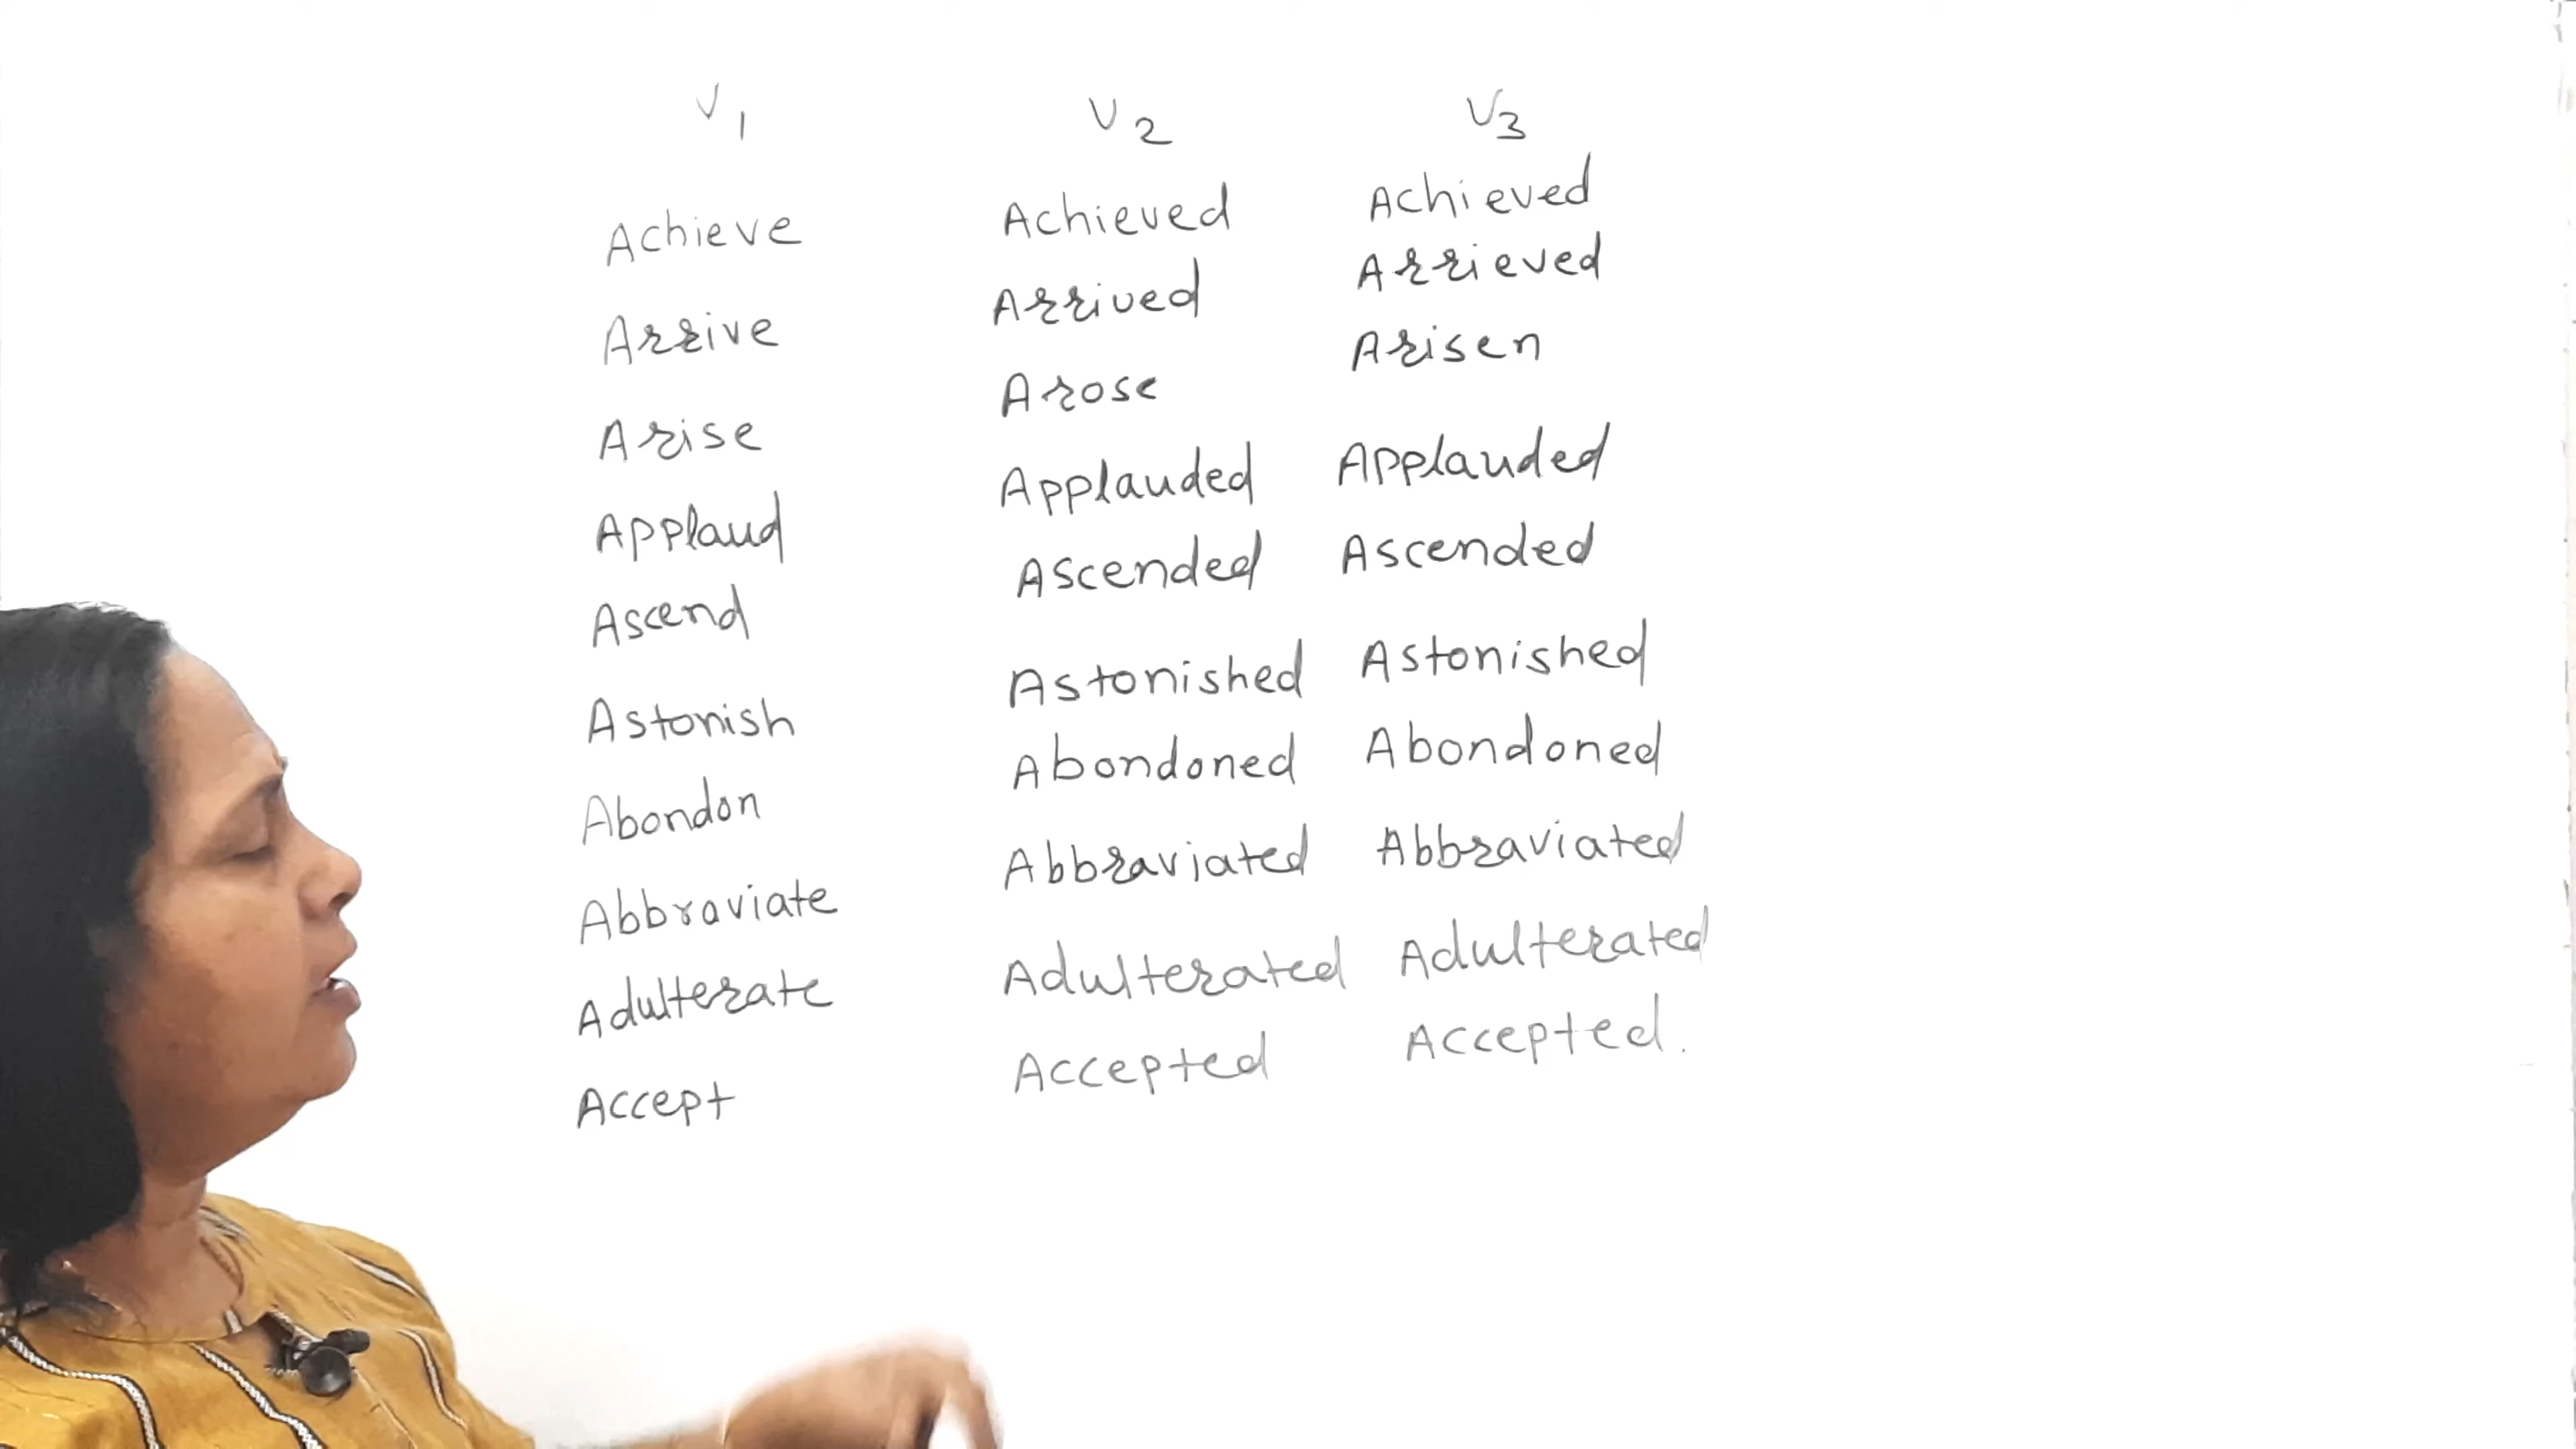 V1 V2 V3
Achieve Achieved Achieved
Arrive Arrived Arrieved
Arise Arose Arisen
Applaud Applauded Applauded
Ascend Ascended Ascended
Astonish Astonished Astonished
Abondon Abondoned Abondoned
Abbraviate Abbraviated Abbraviated
Adulterate Adulterated Adulterated
Accept Accepted Accepted.